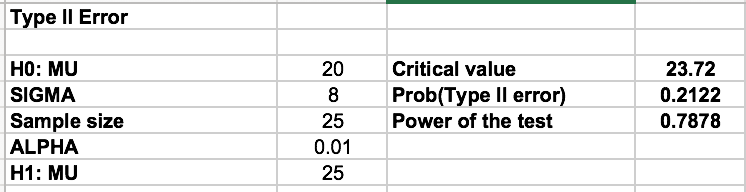 Type II Error
H0: MU 20 Critical value 23.72
SIGMA 8 Prob(Type II error) 0.2122
Sample size 25 Power of the test 0.7878
ALPHA 0.01
H1: MU 25